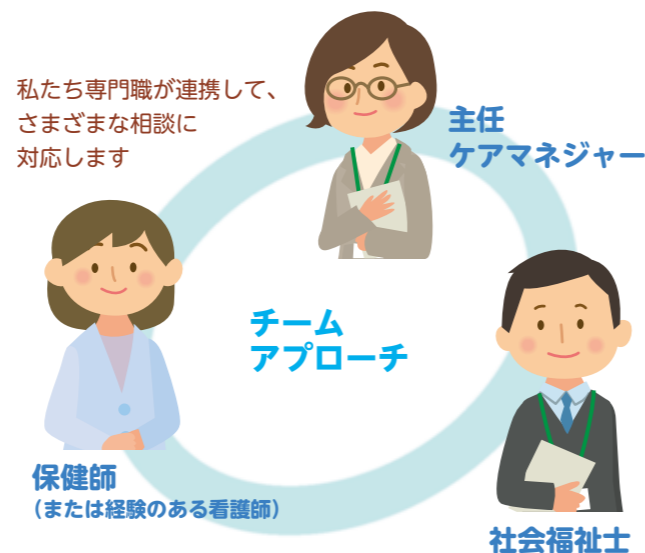 私たち専門職が連携して、
さまざまな相談に
対応します
主任
ケアマネジャー
チーム
アプローチ
保健師
（または経験のある看護師）
社会福祉士